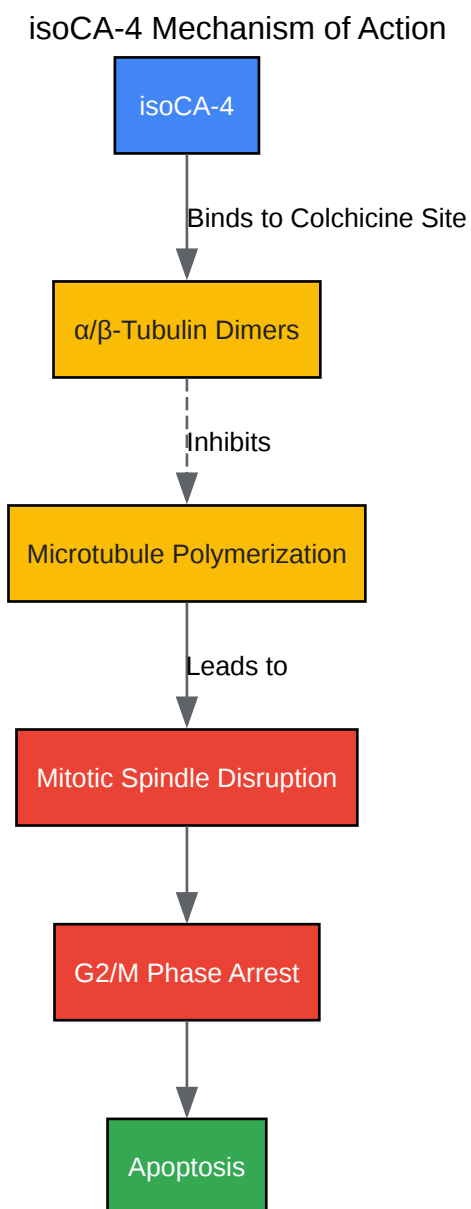 isoCA-4 Mechanism of Action
isoCA-4
Binds to Colchicine Site
α/β-Tubulin Dimers
Inhibits
Microtubule Polymerization
Leads to
Mitotic Spindle Disruption
G2/M Phase Arrest
Apoptosis